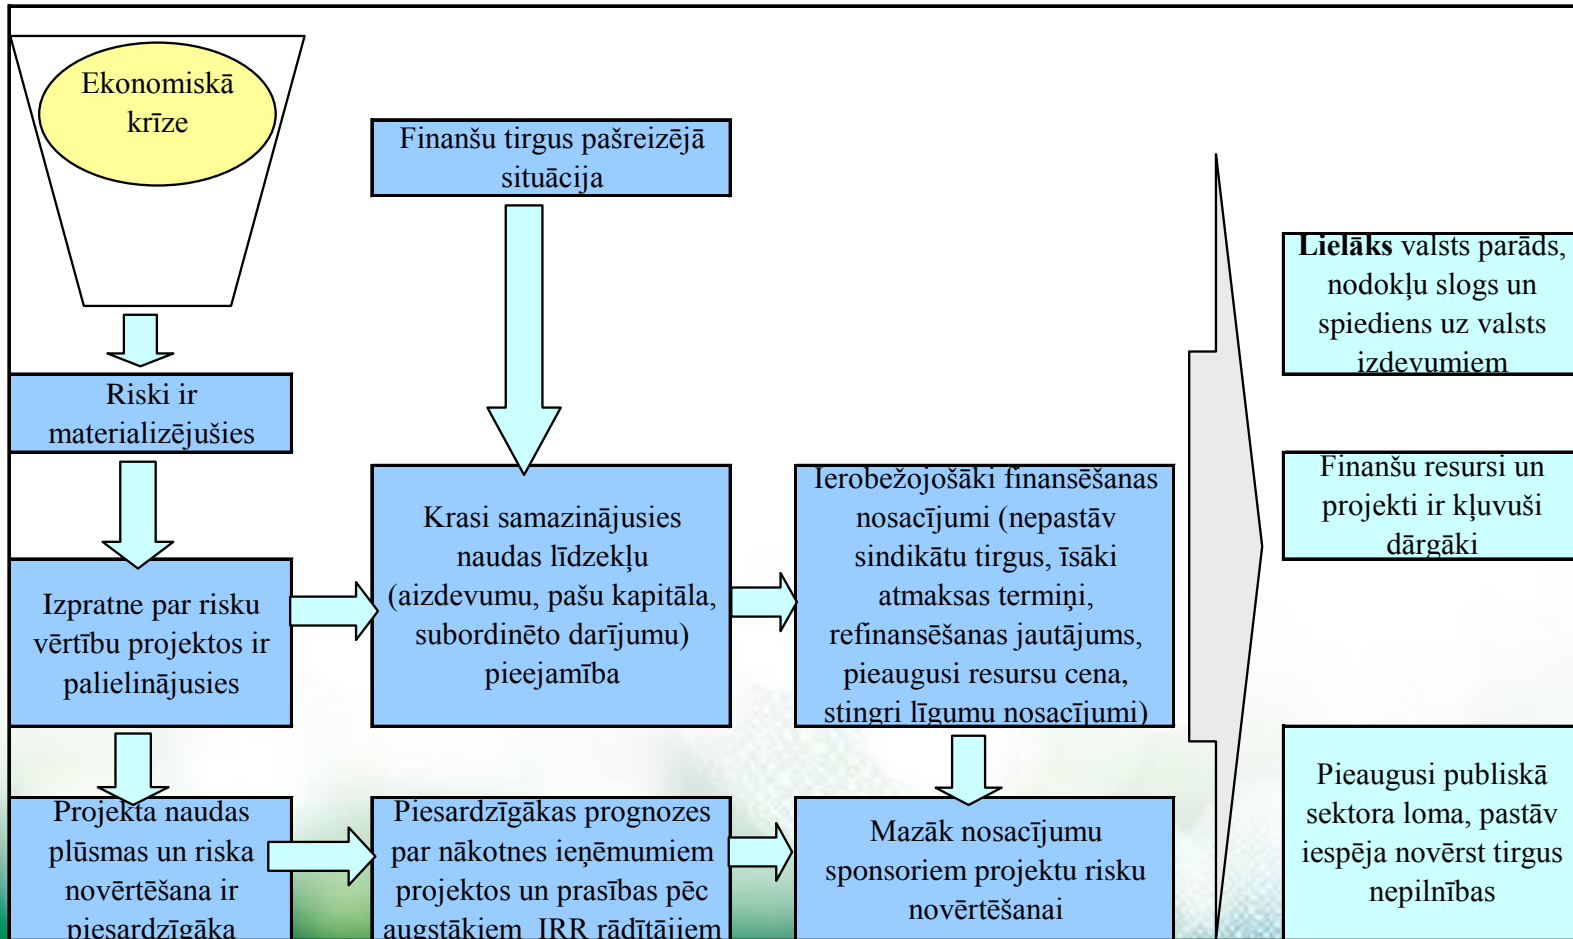 Ekonomiskā
krīze
Finanšu tirgus pašreizējā
situācija
Riski ir
materializējušies
Izpratne par risku
vērtību projektos ir
palielinājusies
Krasi samazinājusies
naudas līdzekļu
(aizdevumu, pašu kapitāla,
subordinēto darījumu)
pieejamība
Ierobežojošāki finansēšanas
nosacījumi (nepastāv
sindikātu tirgus, īsāki
atmaksas termiņi,
refinansēšanas jautājums,
pieaugusi resursu cena,
stingri līgumu nosacījumi)
Projekta naudas
plūsmas un riska
novērtēšana ir
piesardzīgāka
Piesardzīgākas prognozes
par nākotnes ieņēmumiem
projektos un prasības pēc
augstākiem IRR rādītājiem
Mazāk nosacījumu
sponsoriem projektu risku
novērtēšanai
Lielāks valsts parāds,
nodokļu slogs un
spiediens uz valsts
izdevumiem
Finanšu resursi un
projekti ir kļuvuši
dārgāki
Pieaugusi publiskā
sektora loma, pastāv
iespēja novērst tirgus
nepilnības